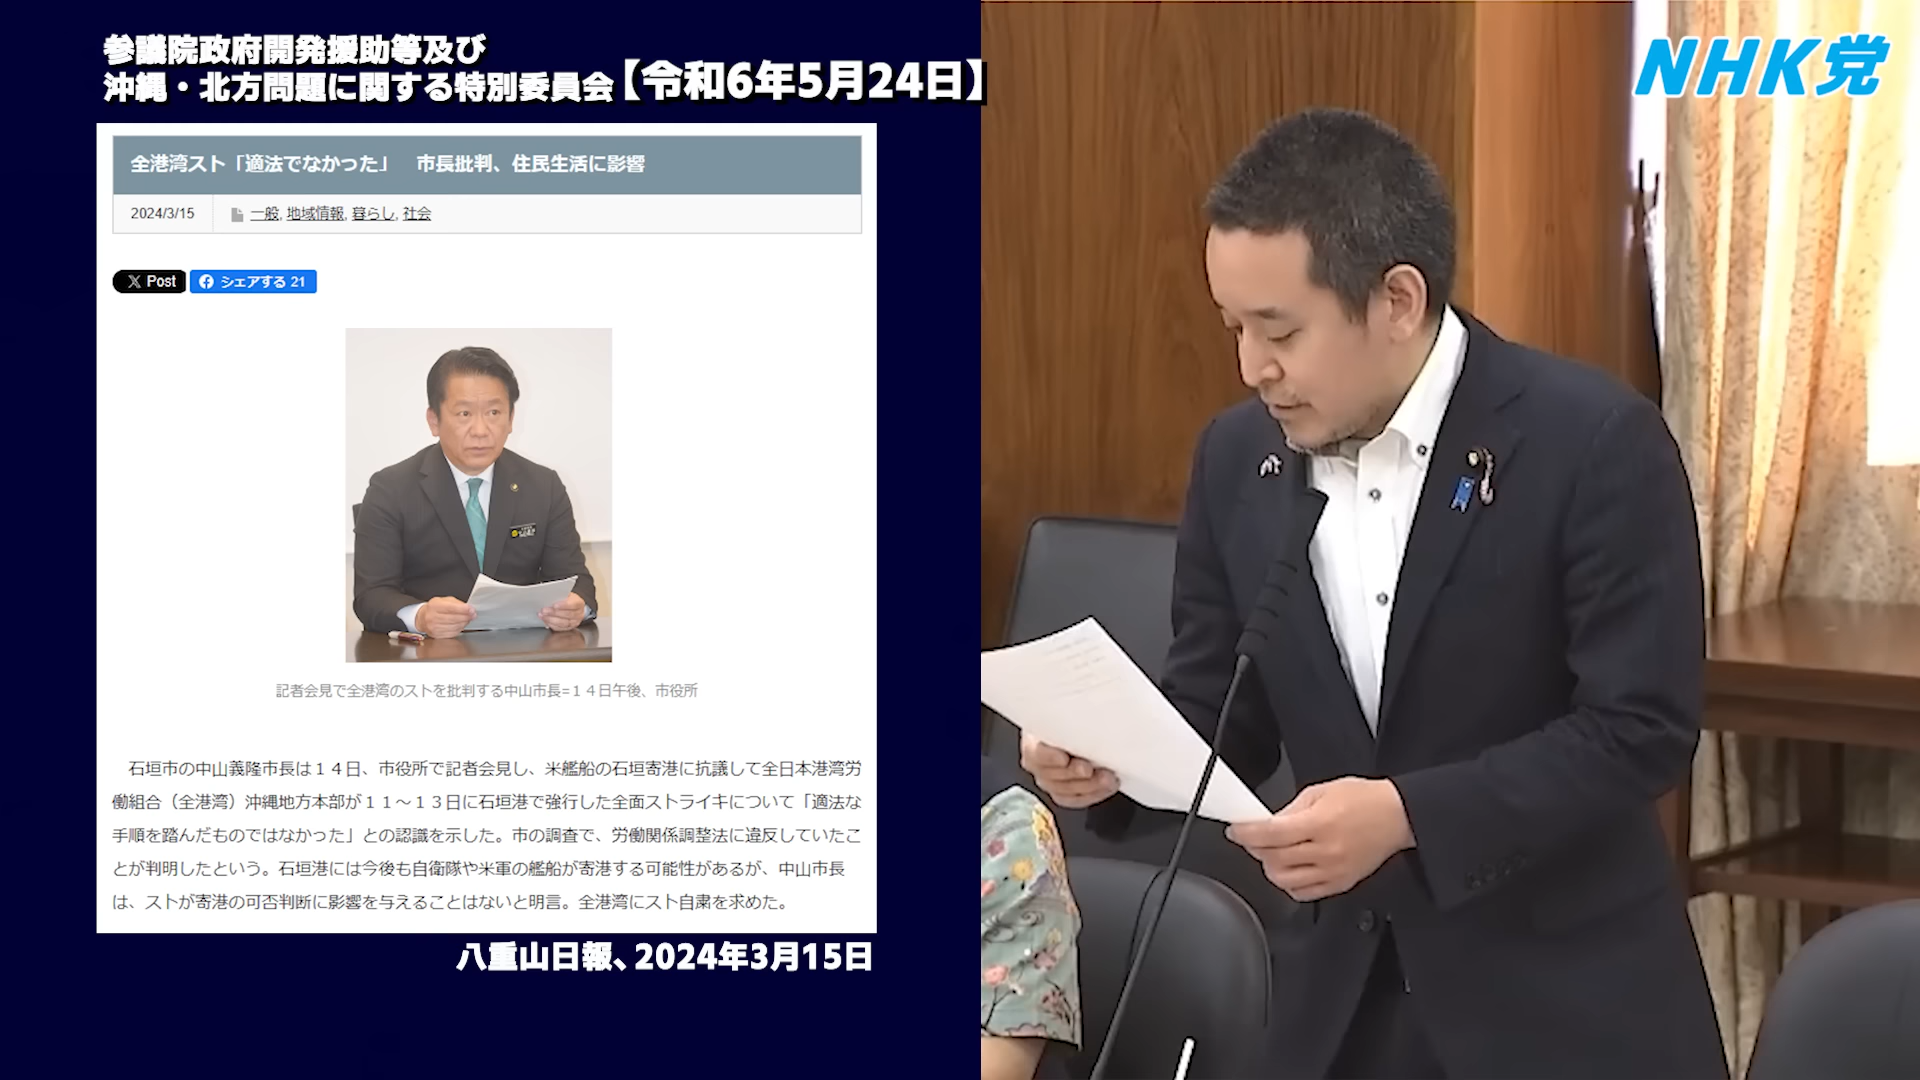 参議院政府開発援助等及び
沖縄・北方問題に関する特別委員会【令和6年5月24日】
NHK党
全港湾スト「適法でなかった」　市長批判、住民生活に影響
2024/3/15 一般, 地域情報, 暮らし, 社会
X Post シェアする 21
記者会見で全港湾のストを批判する中山市長=１４日午後、市役所
石垣市の中山義隆市長は１４日、市役所で記者会見し、米艦船の石垣寄港に抗議して全日本港湾労
働組合（全港湾）沖縄地方本部が１１～１３日に石垣港で強行した全面ストライキについて「適法な
手順を踏んだものではなかった」との認識を示した。市の調査で、労働関係調整法に違反していたこ
とが判明したという。石垣港には今後も自衛隊や米軍の艦船が寄港する可能性があるが、中山市長
は、ストが寄港の可否判断に影響を与えることはないと明言。全港湾にスト自粛を求めた。
八重山日報、2024年3月15日